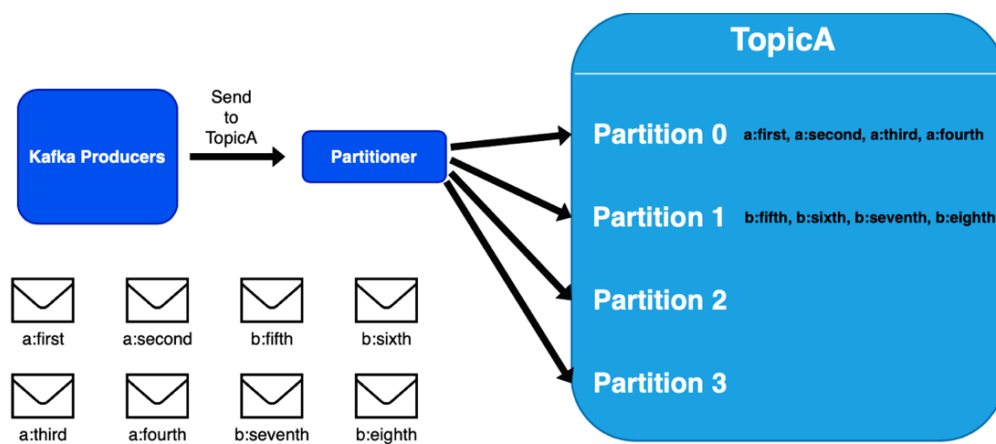 TopicA
Send
to
TopicA
Kafka Producers
Partitioner
Partition 0
a:first, a:second, a:third, a:fourth
Partition 1
b:fifth, b:sixth, b:seventh, b:eighth
Partition 2
Partition 3
a:first
a:second
b:fifth
b:sixth
a:third
a:fourth
b:seventh
b:eighth